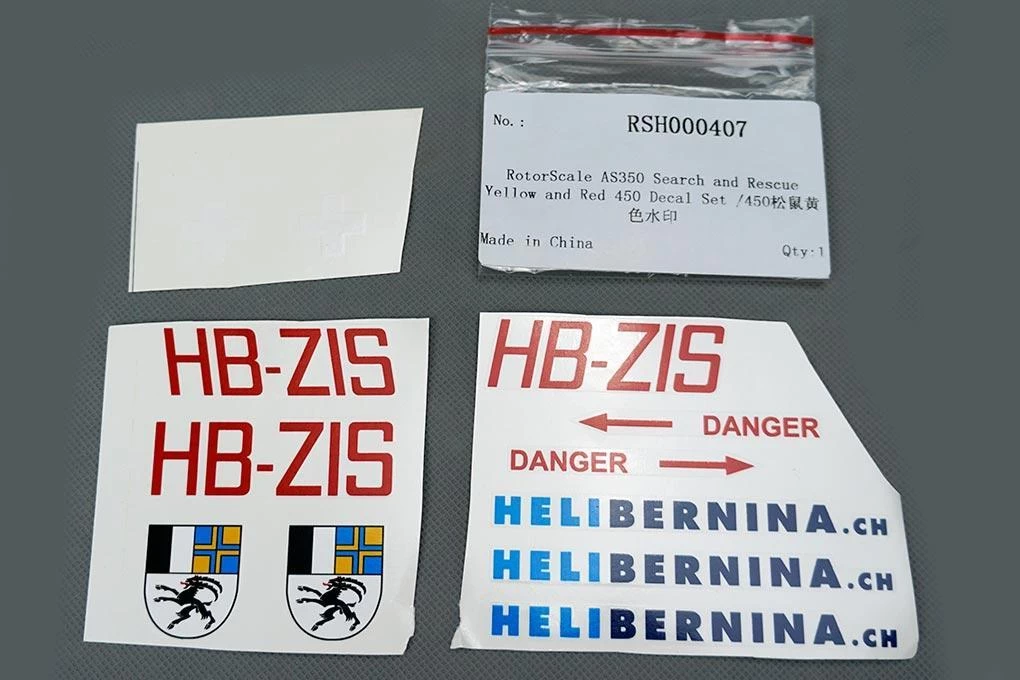 No.: RSH000407
RotorScale AS350 Search and Rescue
Yellow and Red 450 Decal Set /450松鼠黄
色水印
Made in China Qty:1
HB-ZIS
HB-ZIS
HB-ZIS
DANGER
DANGER
HELIBERNINA.CH
HELIBERNINA.CH
HELIBERNINA.CH